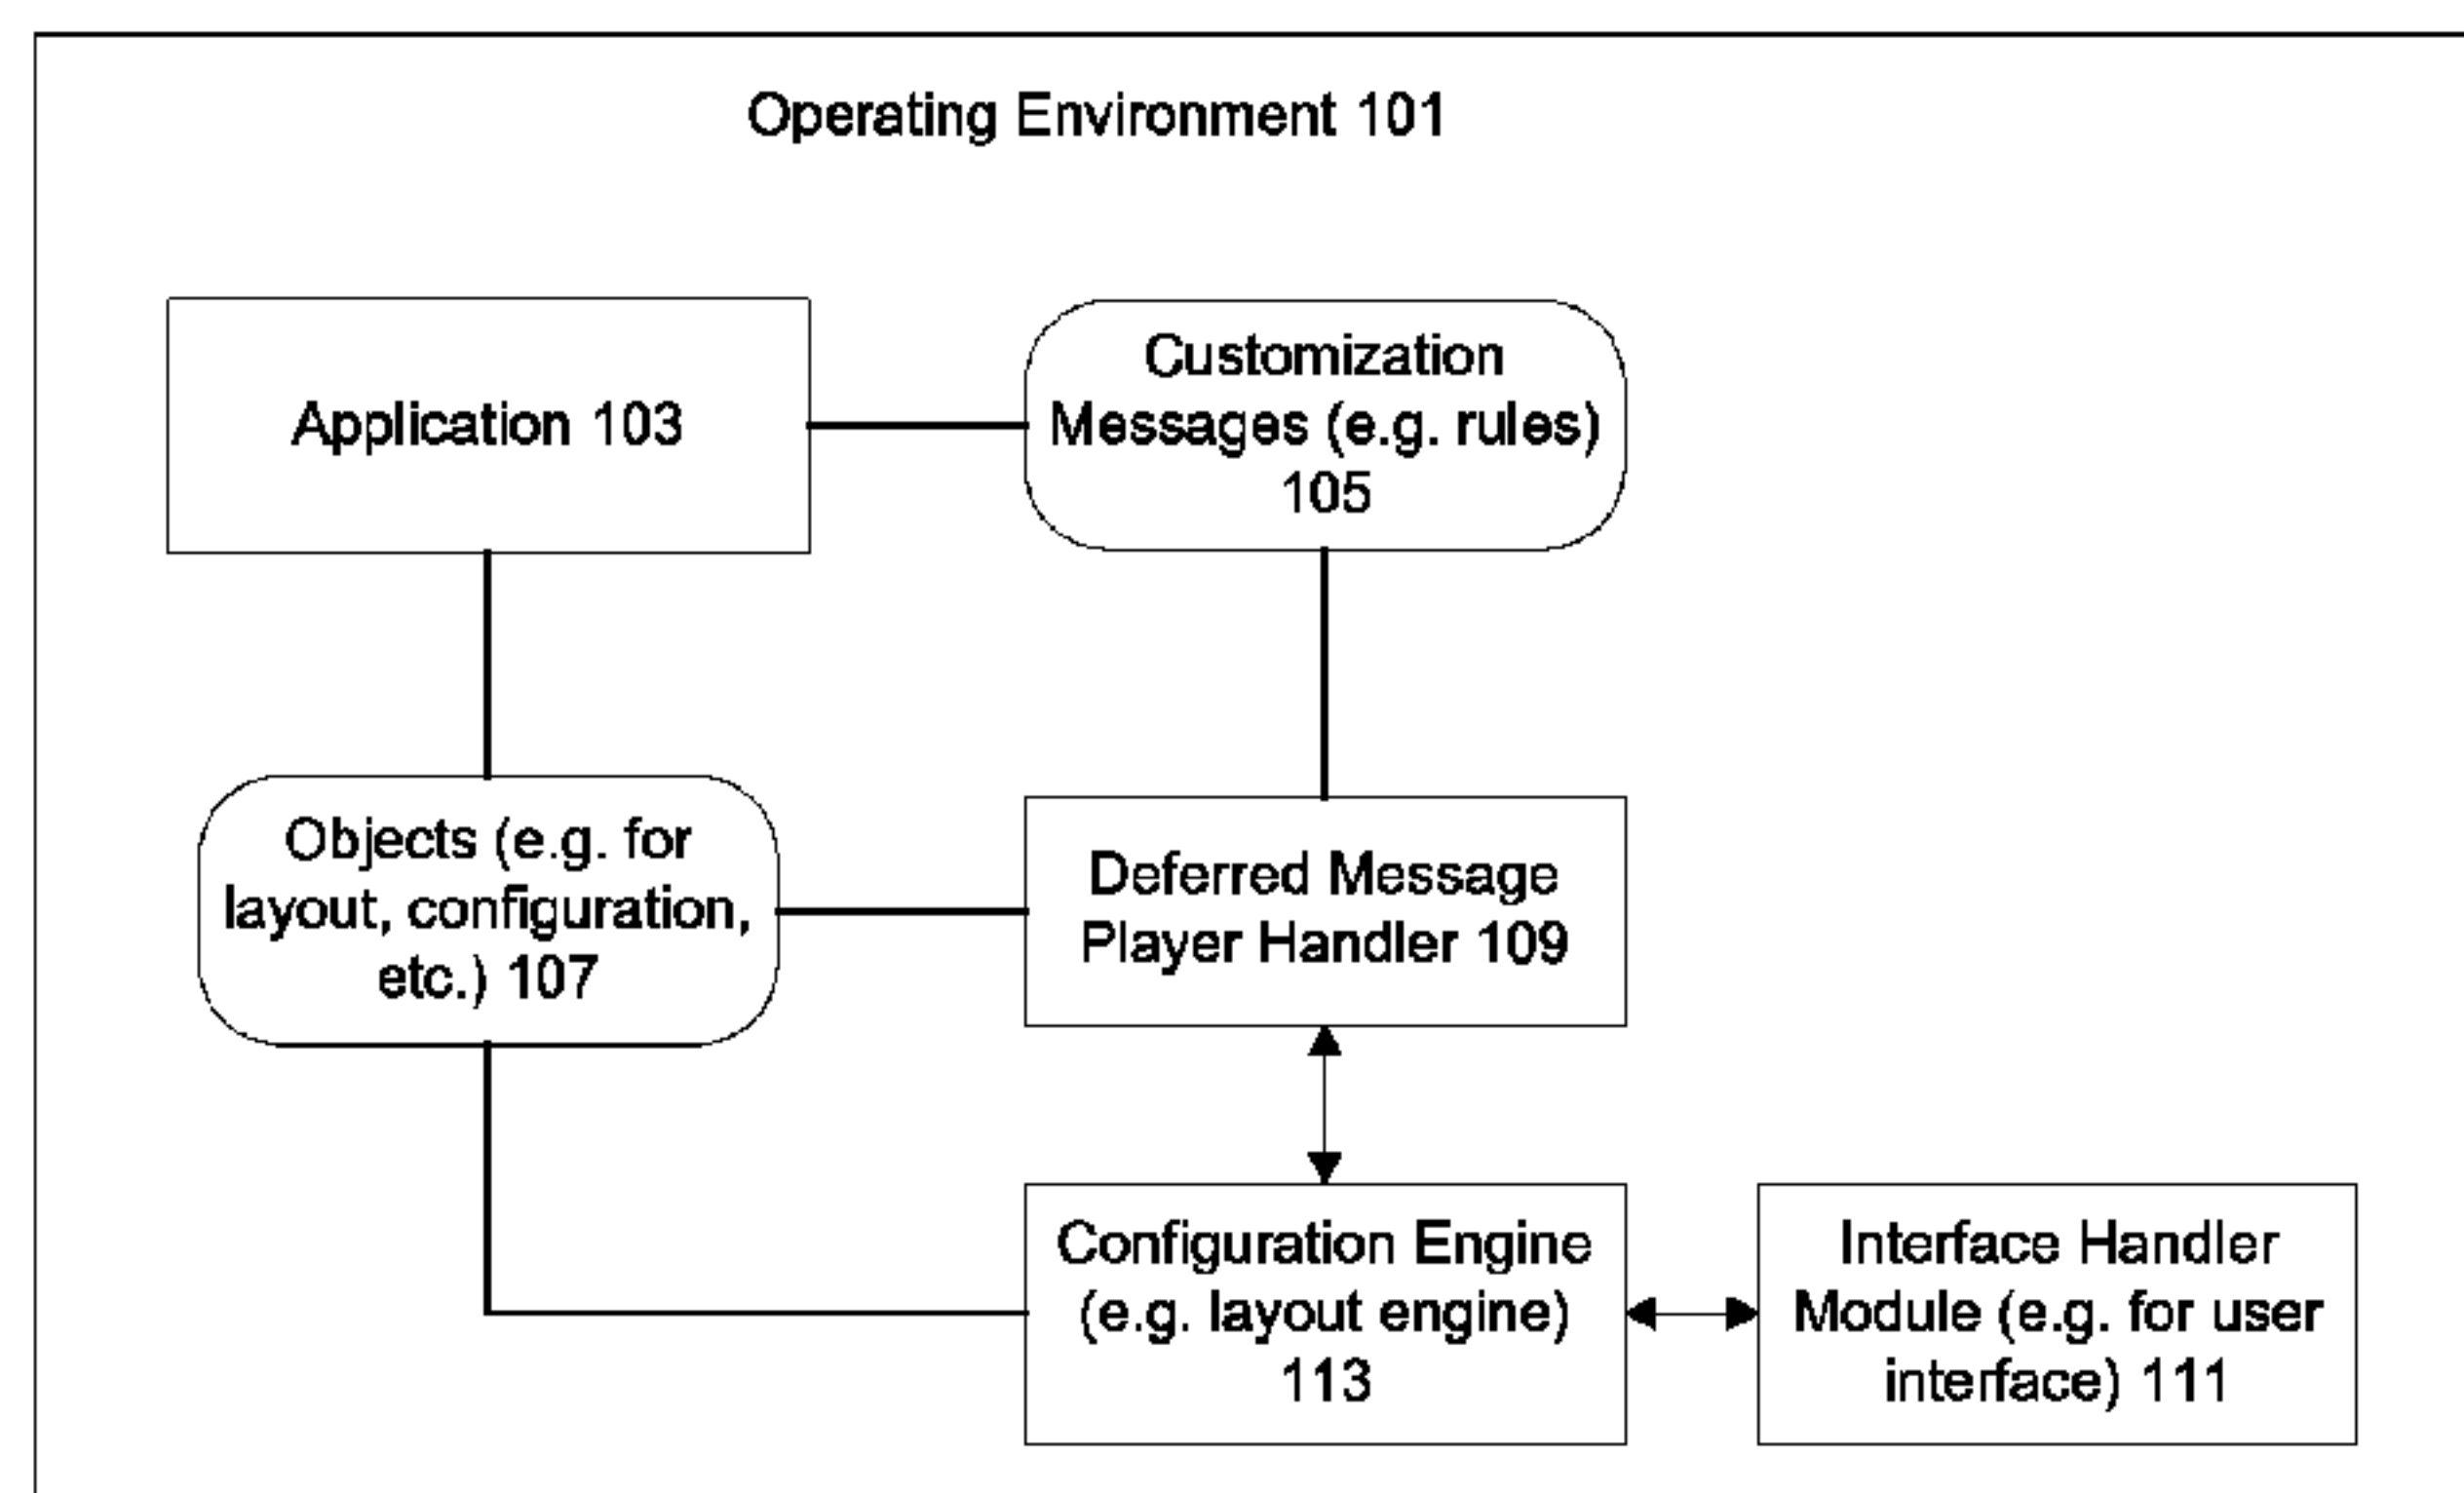 Operating Environment 101
Application 103
Customization
Messages (e.g. rules)
105
Objects (e.g. for
layout, configuration,
etc.) 107
Deferred Message
Player Handler 109
Configuration Engine
(e.g. layout engine)
113
Interface Handler
Module (e.g. for user
interface) 111